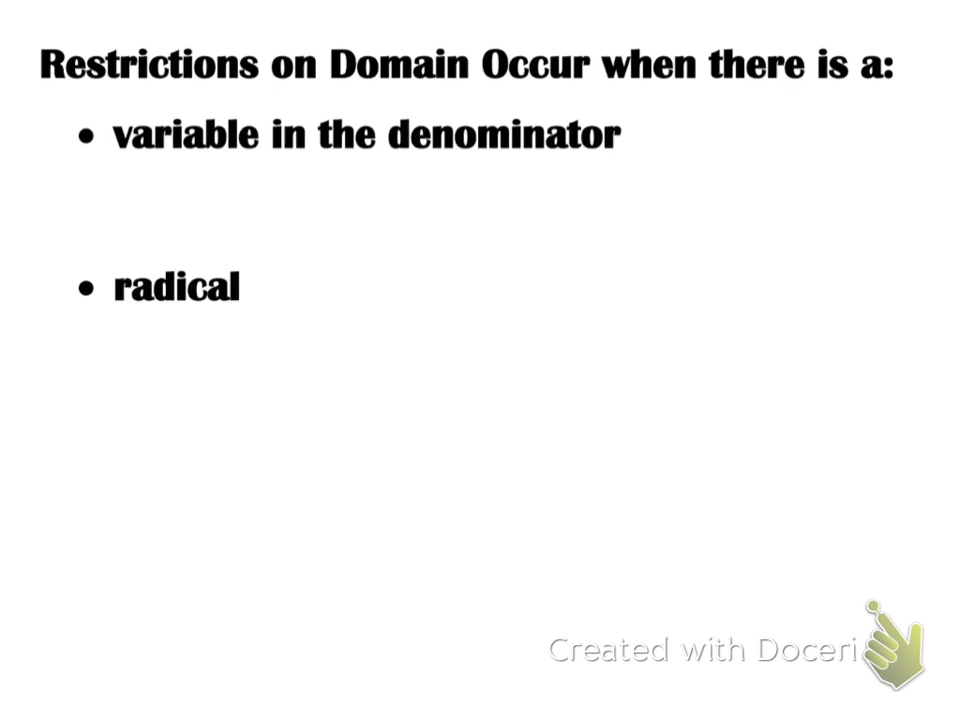 Restrictions on Domain Occur when there is a:
• variable in the denominator
• radical
Created with Doceri